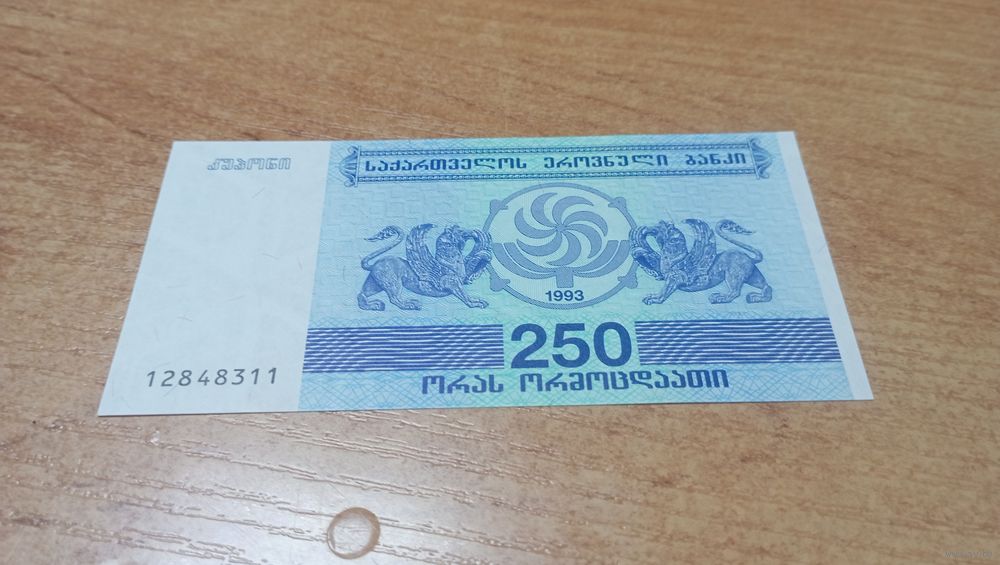 კუპონი
საქართველოს ეროვნული ბანკი
1993
250
ორას ორმოცდაათი
12848311